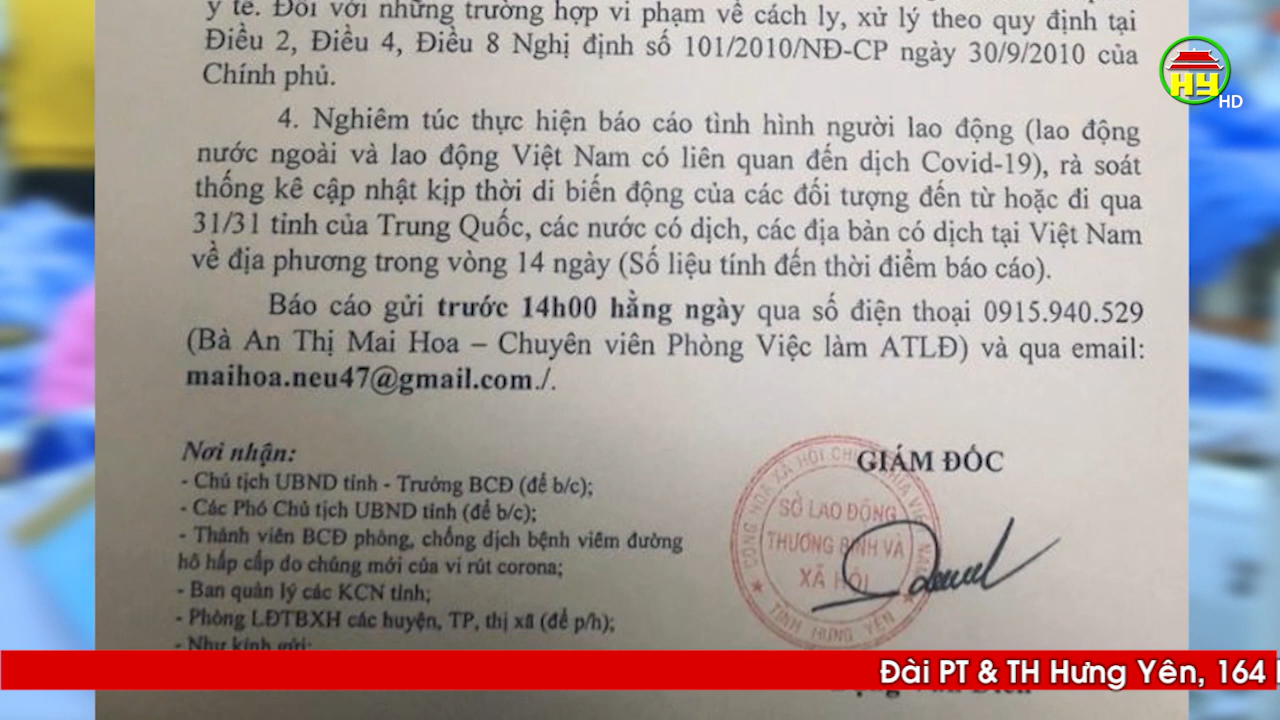 y tế. Đối với những trường hợp vi phạm về cách ly, xử lý theo quy định tại
Điều 2, Điều 4, Điều 8 Nghị định số 101/2010/NĐ-CP ngày 30/9/2010 của
Chính phủ.
HY HD
4. Nghiêm túc thực hiện báo cáo tình hình người lao động (lao động
nước ngoài và lao động Việt Nam có liên quan đến dịch Covid-19), rà soát
thống kê cập nhật kịp thời di biến động của các đối tượng đến từ hoặc đi qua
31/31 tỉnh của Trung Quốc, các nước có dịch, các địa bàn có dịch tại Việt Nam
về địa phương trong vòng 14 ngày (Số liệu tính đến thời điểm báo cáo).
Báo cáo gửi trước 14h00 hằng ngày qua số điện thoại 0915.940.529
(Bà An Thị Mai Hoa – Chuyên viên Phòng Việc làm ATLĐ) và qua email:
maihoa.neu47@gmail.com./.
Nơi nhận:
- Chủ tịch UBND tỉnh - Trưởng BCĐ (để b/c);
- Các Phó Chủ tịch UBND tỉnh (để b/c);
- Thành viên BCĐ phòng, chống dịch bệnh viêm đường
hô hấp cấp do chủng mới của vi rút corona;
- Ban quản lý các KCN tỉnh;
- Phòng LĐTBXH các huyện, TP, thị xã (để p/h);
- Như kính gửi;
GIÁM ĐỐC
CỘNG HOÀ XÃ HỘI CHỦ NGHĨA VIỆT NAM
SỞ LAO ĐỘNG
THƯƠNG BINH VÀ
XÃ HỘI
TỈNH HƯNG YÊN
Đài PT & TH Hưng Yên, 164